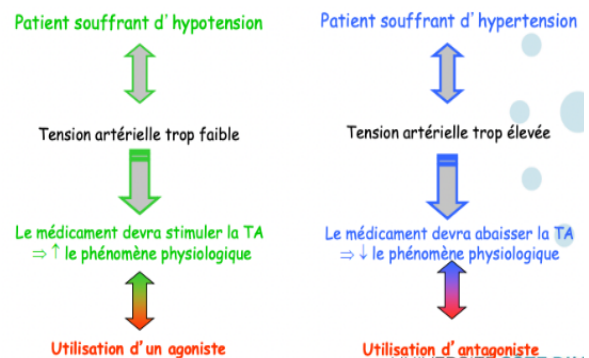 Patient souffrant d'hypotension
Tension artérielle trop faible
Le médicament devra stimuler la TA
⇒ ↑ le phénomène physiologique
Utilisation d'un agoniste
Patient souffrant d'hypertension
Tension artérielle trop élevée
Le médicament devra abaisser la TA
⇒ ↓ le phénomène physiologique
Utilisation d'antagoniste